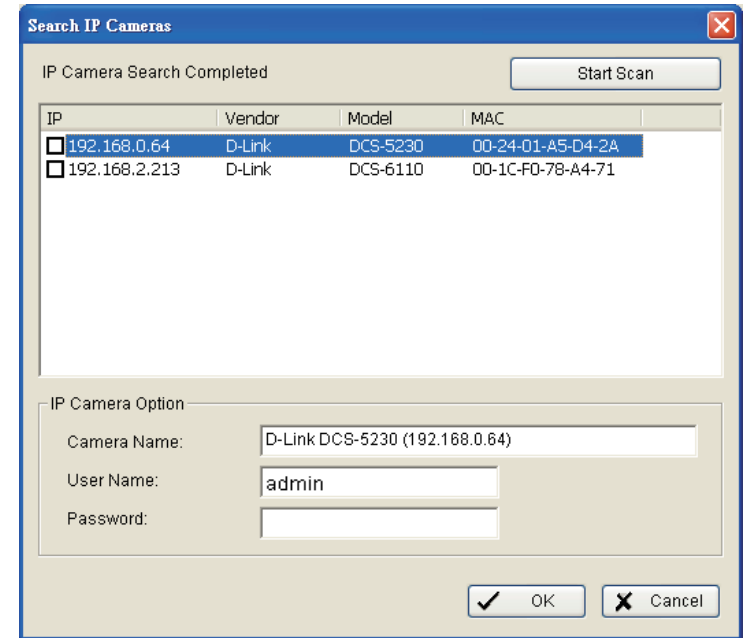 Search IP Cameras
IP Camera Search Completed Start Scan
IP Vendor Model MAC
192.168.0.64 D-Link DCS-5230 00-24-01-A5-D4-2A
192.168.2.213 D-Link DCS-6110 00-1C-F0-78-A4-71
IP Camera Option
Camera Name: D-Link DCS-5230 (192.168.0.64)
User Name: admin
Password:
OK Cancel